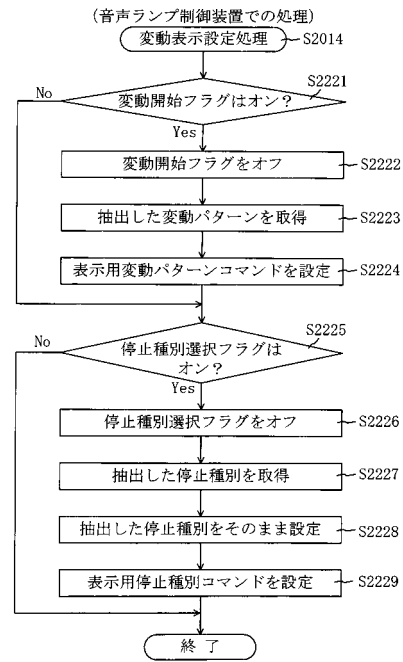 (音声ランプ制御装置での処理)
変動表示設定処理 S2014
S2221
変動開始フラグはオン?
No
Yes
変動開始フラグをオフ S2222
抽出した変動パターンを取得 S2223
表示用変動パターンコマンドを設定 S2224
S2225
停止種別選択フラグは
オン?
No
Yes
停止種別選択フラグをオフ S2226
抽出した停止種別を取得 S2227
抽出した停止種別をそのまま設定 S2228
表示用停止種別コマンドを設定 S2229
終了